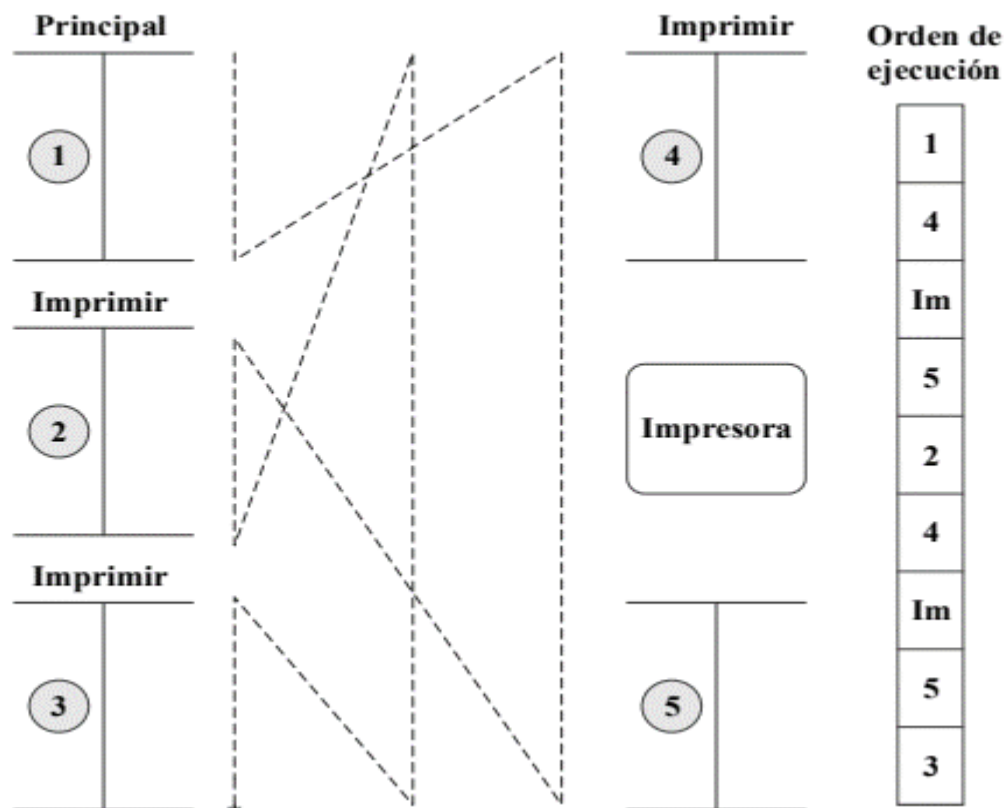 Principal
1
Imprimir
2
Imprimir
3
Imprimir
4
Impresora
5
Orden de
ejecución
1
4
Im
5
2
4
Im
5
3